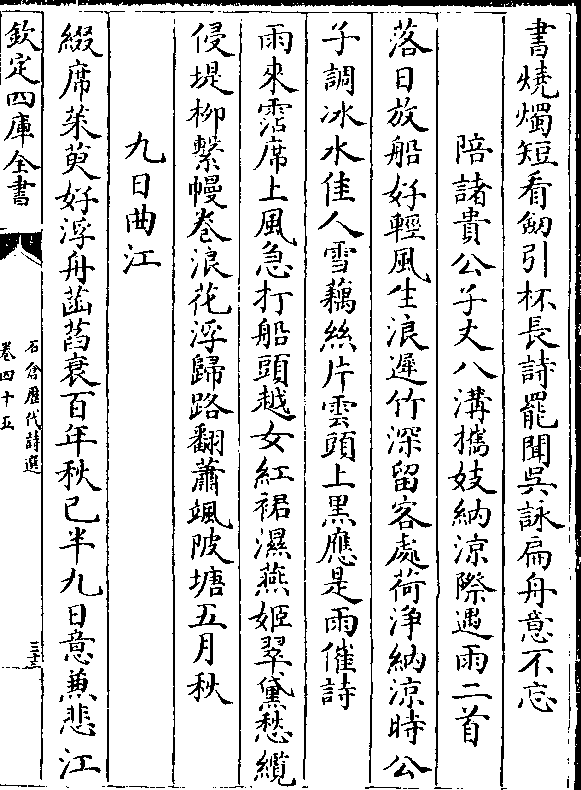 書燒燭短看劒引杯長詩罷聞吳詠扁舟意不忘
陪諸貴公子丈八溝攜妓納涼際遇雨二首
落日放船好輕風生浪遲竹深留客處荷淨納涼時公
子調冰水佳人雪藕絲片雲頭上黒應是雨催詩
雨來霑席上風急打船頭越女紅裙濕燕姬翠黛愁纜
侵堤柳繫幔卷浪花浮歸路翻蕭颯陂塘五月秋
九日曲江
綴席茱萸好浮舟菡萏衰百年秋已半九日意兼悲江
欽定四庫全書
石倉歷代詩選
卷四十五
三十三